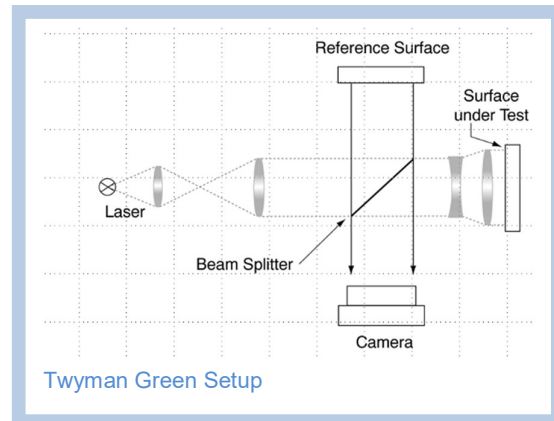 Reference Surface
Surface
under Test
Laser
Beam Splitter
Camera
Twyman Green Setup